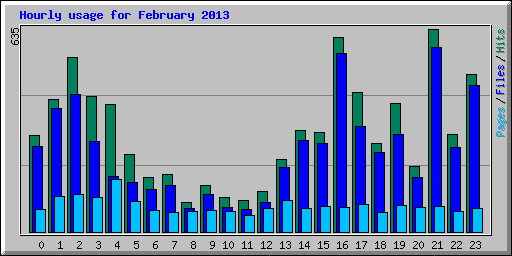 Hourly usage for February 2013
635
Pages / Files / Hits
0 1 2 3 4 5 6 7 8 9 10 11 12 13 14 15 16 17 18 19 20 21 22 23